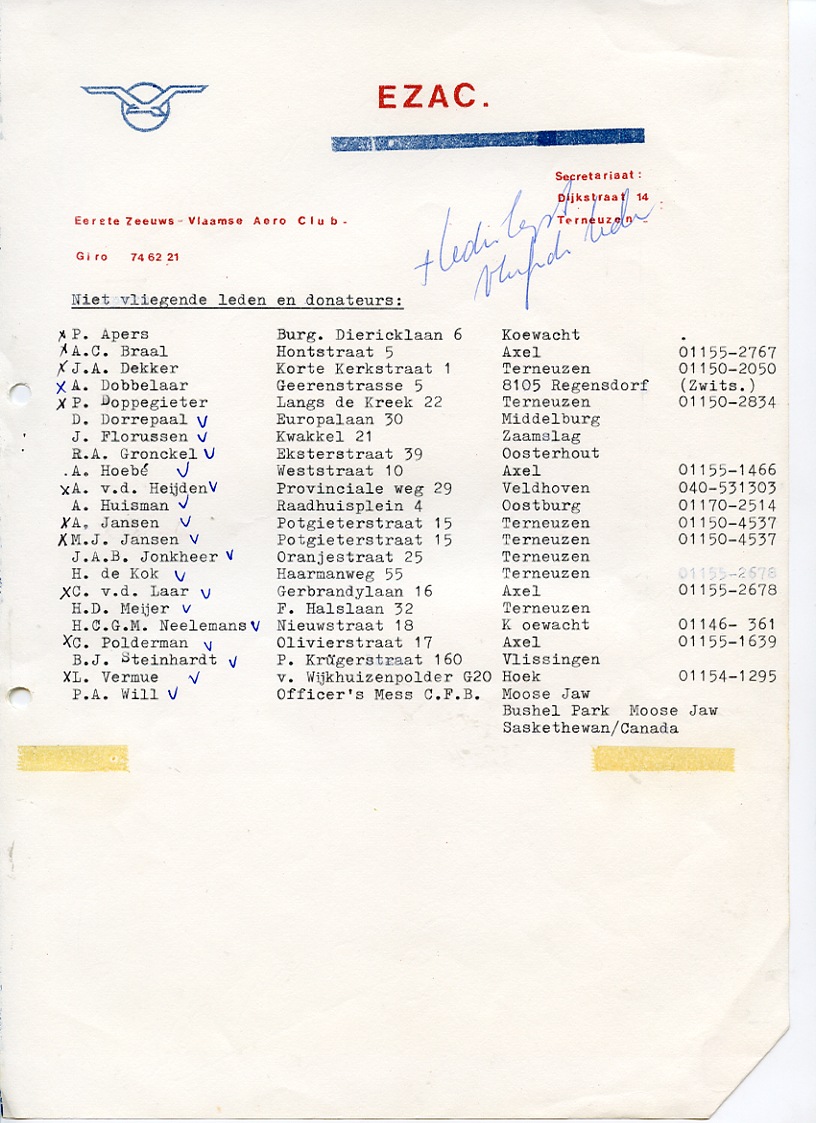 EZAC.
Secretariaat:
Dijkstraat 14
Terneuzen.
Eerste Zeeuws-Vlaamse Aero Club-
Giro 74 62 21
+ ledenlijst
leden
Niet vliegende leden en donateurs:
x P. Apers Burg. Diericklaan 6 Koewacht .
x A.C. Braal Hontstraat 5 Axel 01155-2767
x J.A. Dekker Korte Kerkstraat 1 Terneuzen 01150-2050
x A. Dobbelaar Geerenstrasse 5 8105 Regensdorf (Zwits.)
x P. Doppegieter Langs de Kreek 22 Terneuzen 01150-2834
D. Dorrepaal v Europalaan 30 Middelburg
J. Florussen v Kwakkel 21 Zaamslag
R.A. Gronckel v Eksterstraat 39 Oosterhout
.A. Hoebé v Weststraat 10 Axel 01155-1466
x A. v.d. Heijden v Provinciale weg 29 Veldhoven 040-531303
A. Huisman v Raadhuisplein 4 Oostburg 01170-2514
x A. Jansen v Potgieterstraat 15 Terneuzen 01150-4537
x M.J. Jansen v Potgieterstraat 15 Terneuzen 01150-4537
J.A.B. Jonkheer v Oranjestraat 25 Terneuzen
H. de Kok v Haarmanweg 55 Terneuzen 01155-2678
x C. v.d. Laar v Gerbrandylaan 16 Axel 01155-2678
H.D. Meijer v F. Halslaan 32 Terneuzen
H.C.G.M. Neelemans v Nieuwstraat 18 K oewacht 01146- 361
x C. Polderman v Olivierstraat 17 Axel 01155-1639
B.J. Steinhardt v P. Krügerstraat 160 Vlissingen
x L. Vermue v v. Wijkhuizenpolder G20 Hoek 01154-1295
P.A. Will v Officer's Mess C.F.B. Moose Jaw
Bushel Park Moose Jaw
Saskethewan/Canada